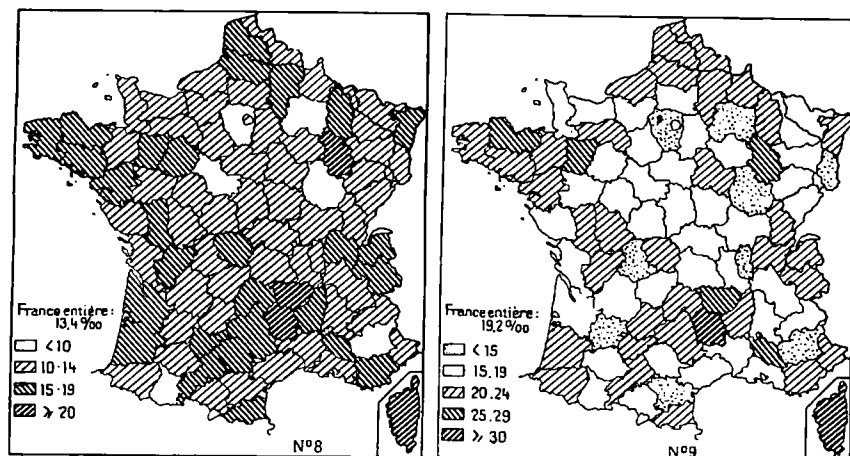 France entière :
13,4 ‰
< 10
10-14
15-19
⩾ 20
N°8
France entière :
19,2 ‰
< 15
15.19
20.24
25.29
⩾ 30
N°9